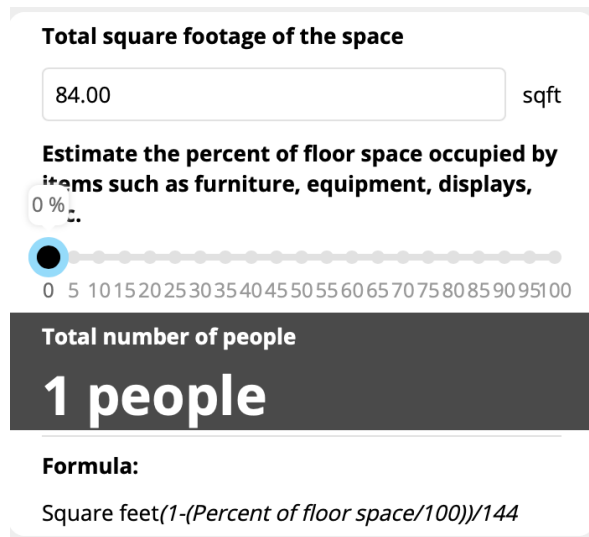 Total square footage of the space
84.00 sqft
Estimate the percent of floor space occupied by
items such as furniture, equipment, displays,
0 %
c.
0 5 10 15 20 25 30 35 40 45 50 55 60 65 70 75 80 85 90 95 100
Total number of people
1 people
Formula:
Square feet(1-(Percent of floor space/100))/144